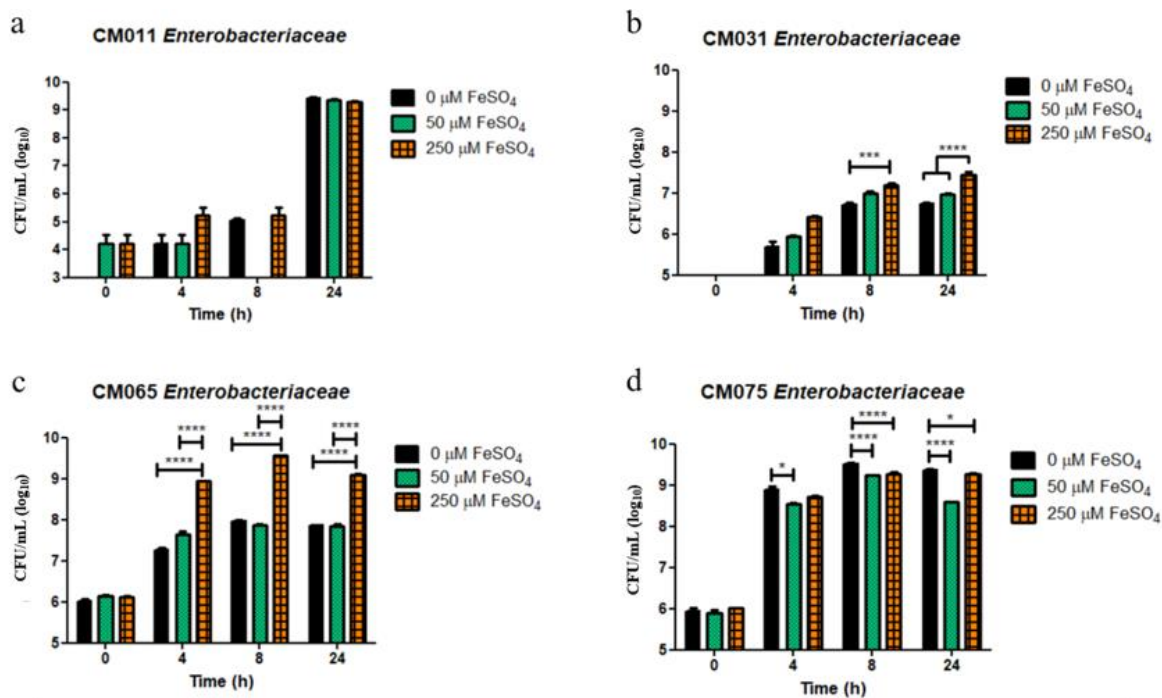 a
CM011 Enterobacteriaceae
CFU/mL (log10)
10
9
8
7
6
5
4
3
0 4 8 24
Time (h)
0 μM FeSO4
50 μM FeSO4
250 μM FeSO4
b
CM031 Enterobacteriaceae
CFU/mL (log10)
10
9
8
7
6
5
*** ****
0 4 8 24
Time (h)
0 μM FeSO4
50 μM FeSO4
250 μM FeSO4
c
CM065 Enterobacteriaceae
CFU/mL (log10)
10
9
8
7
6
5
**** **** ****
**** **** ****
0 4 8 24
Time (h)
0 μM FeSO4
50 μM FeSO4
250 μM FeSO4
d
CM075 Enterobacteriaceae
CFU/mL (log10)
10
9
8
7
6
5
**** *
* **** ****
0 4 8 24
Time (h)
0 μM FeSO4
50 μM FeSO4
250 μM FeSO4